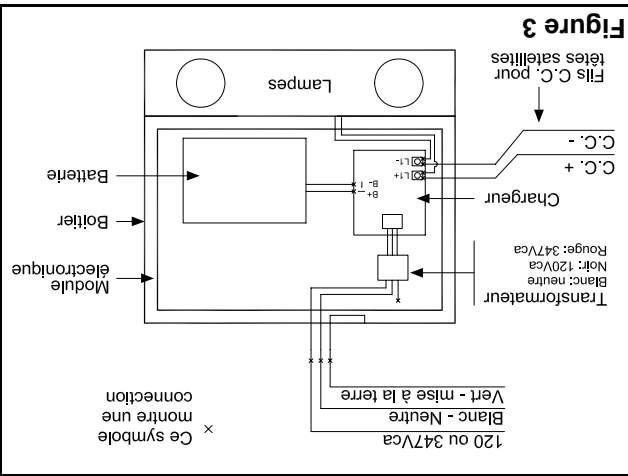 120 ou 347Vca
Blanc - Neutre
Vert - mise à la terre
× Ce symbole
montre une
connection
Transformateur
Blanc: neutre
Noir: 120Vca
Rouge: 347Vca
Module
électronique
Boitier
Batterie
Chargeur
B+
B-
L1+
L1-
C.C. +
C.C. -
Fils C.C. pour
têtes satellites
Lampes
Figure 3